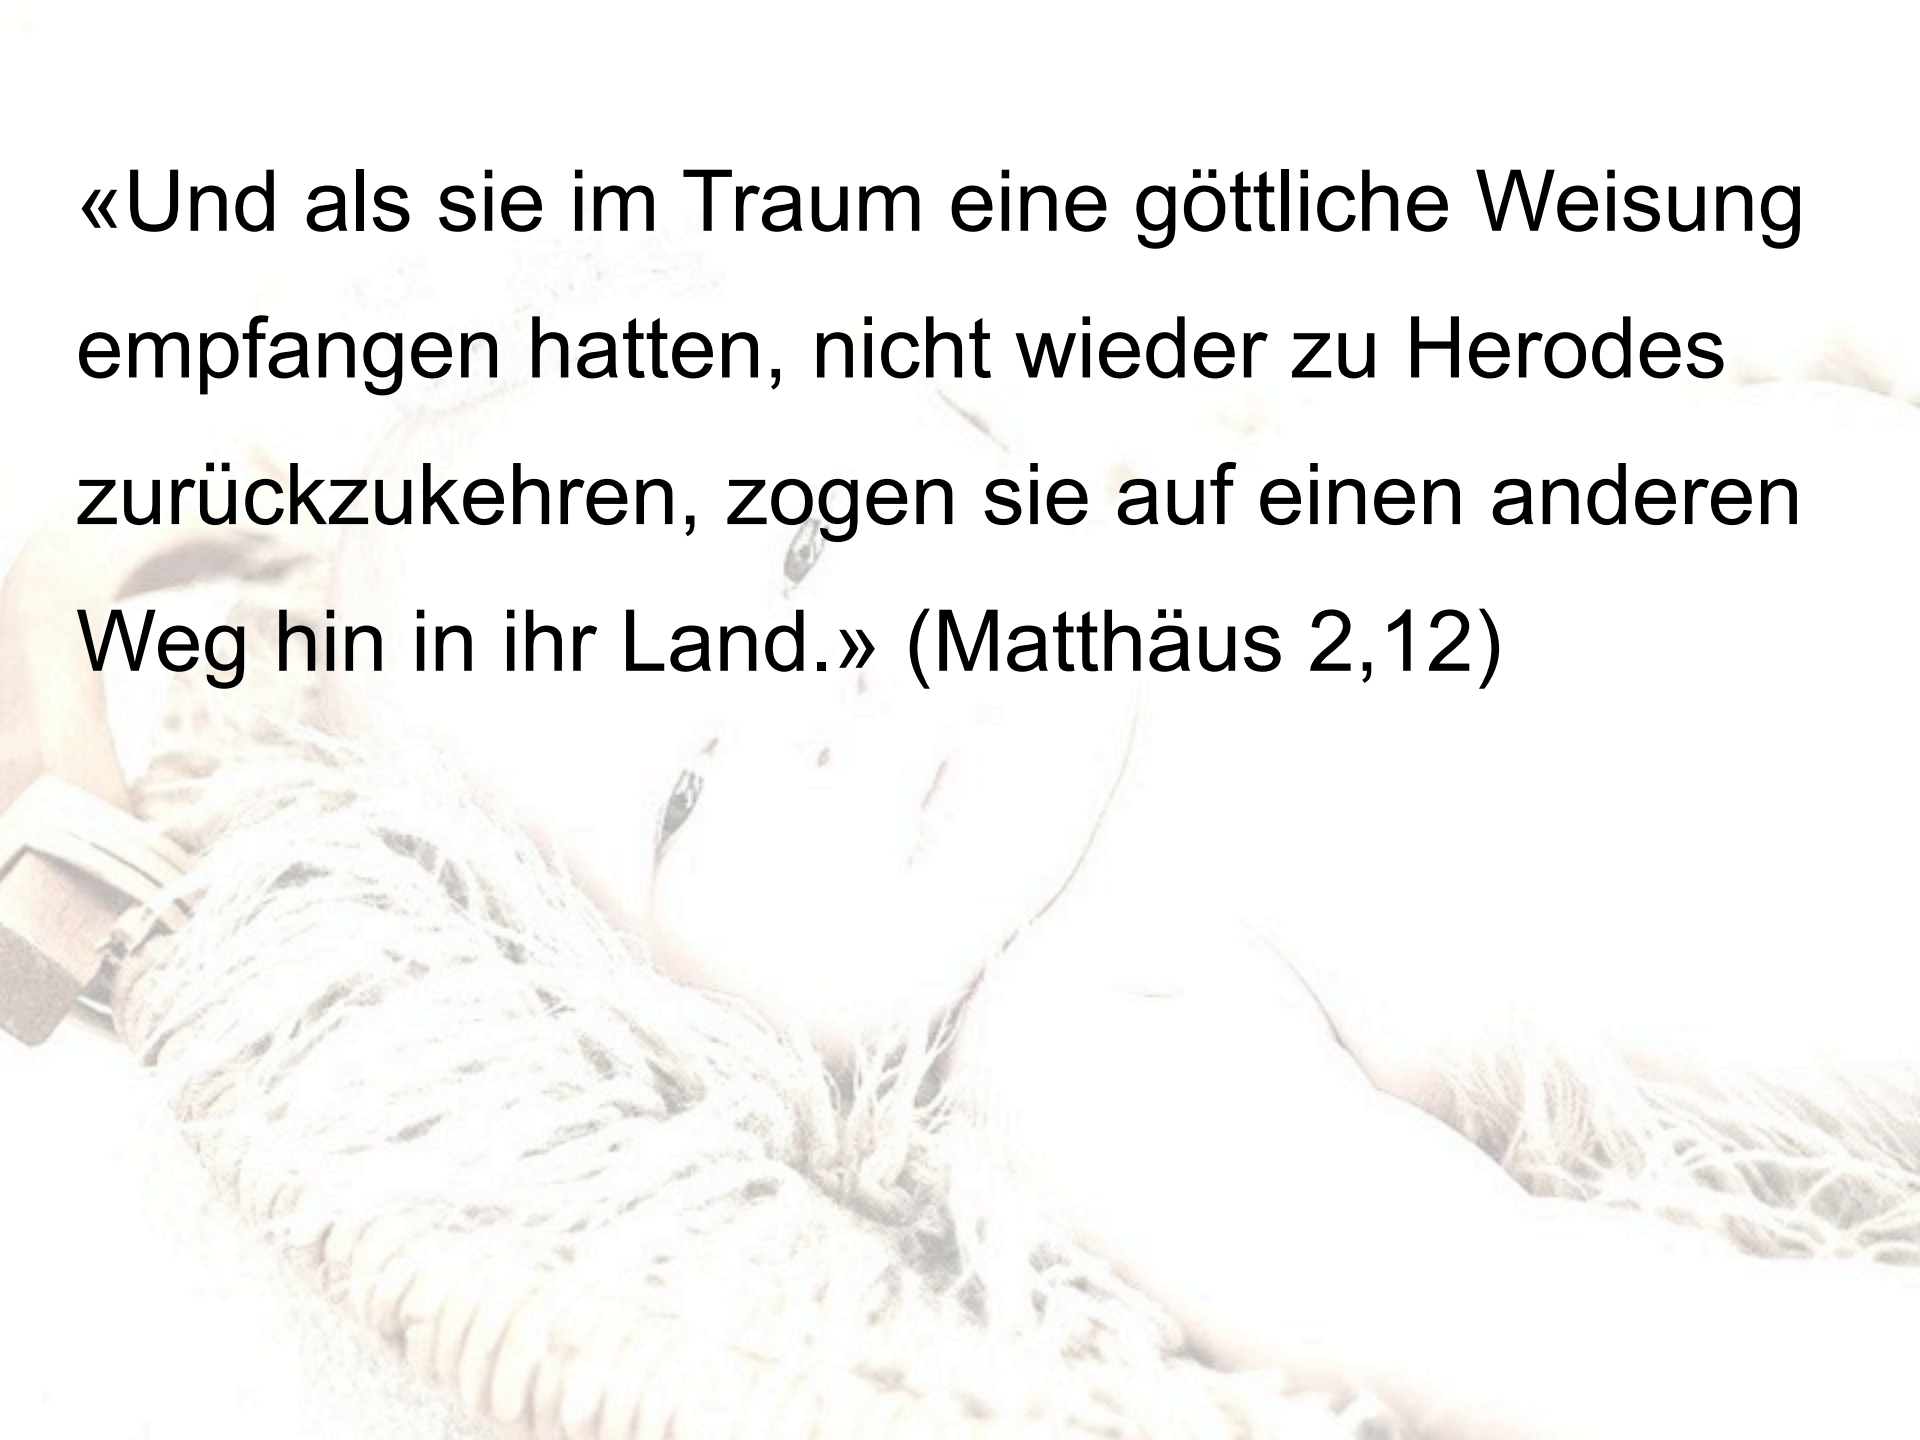 «Und als sie im Traum eine göttliche Weisung
empfangen hatten, nicht wieder zu Herodes
zurückzukehren, zogen sie auf einen anderen
Weg hin in ihr Land.» (Matthäus 2,12)